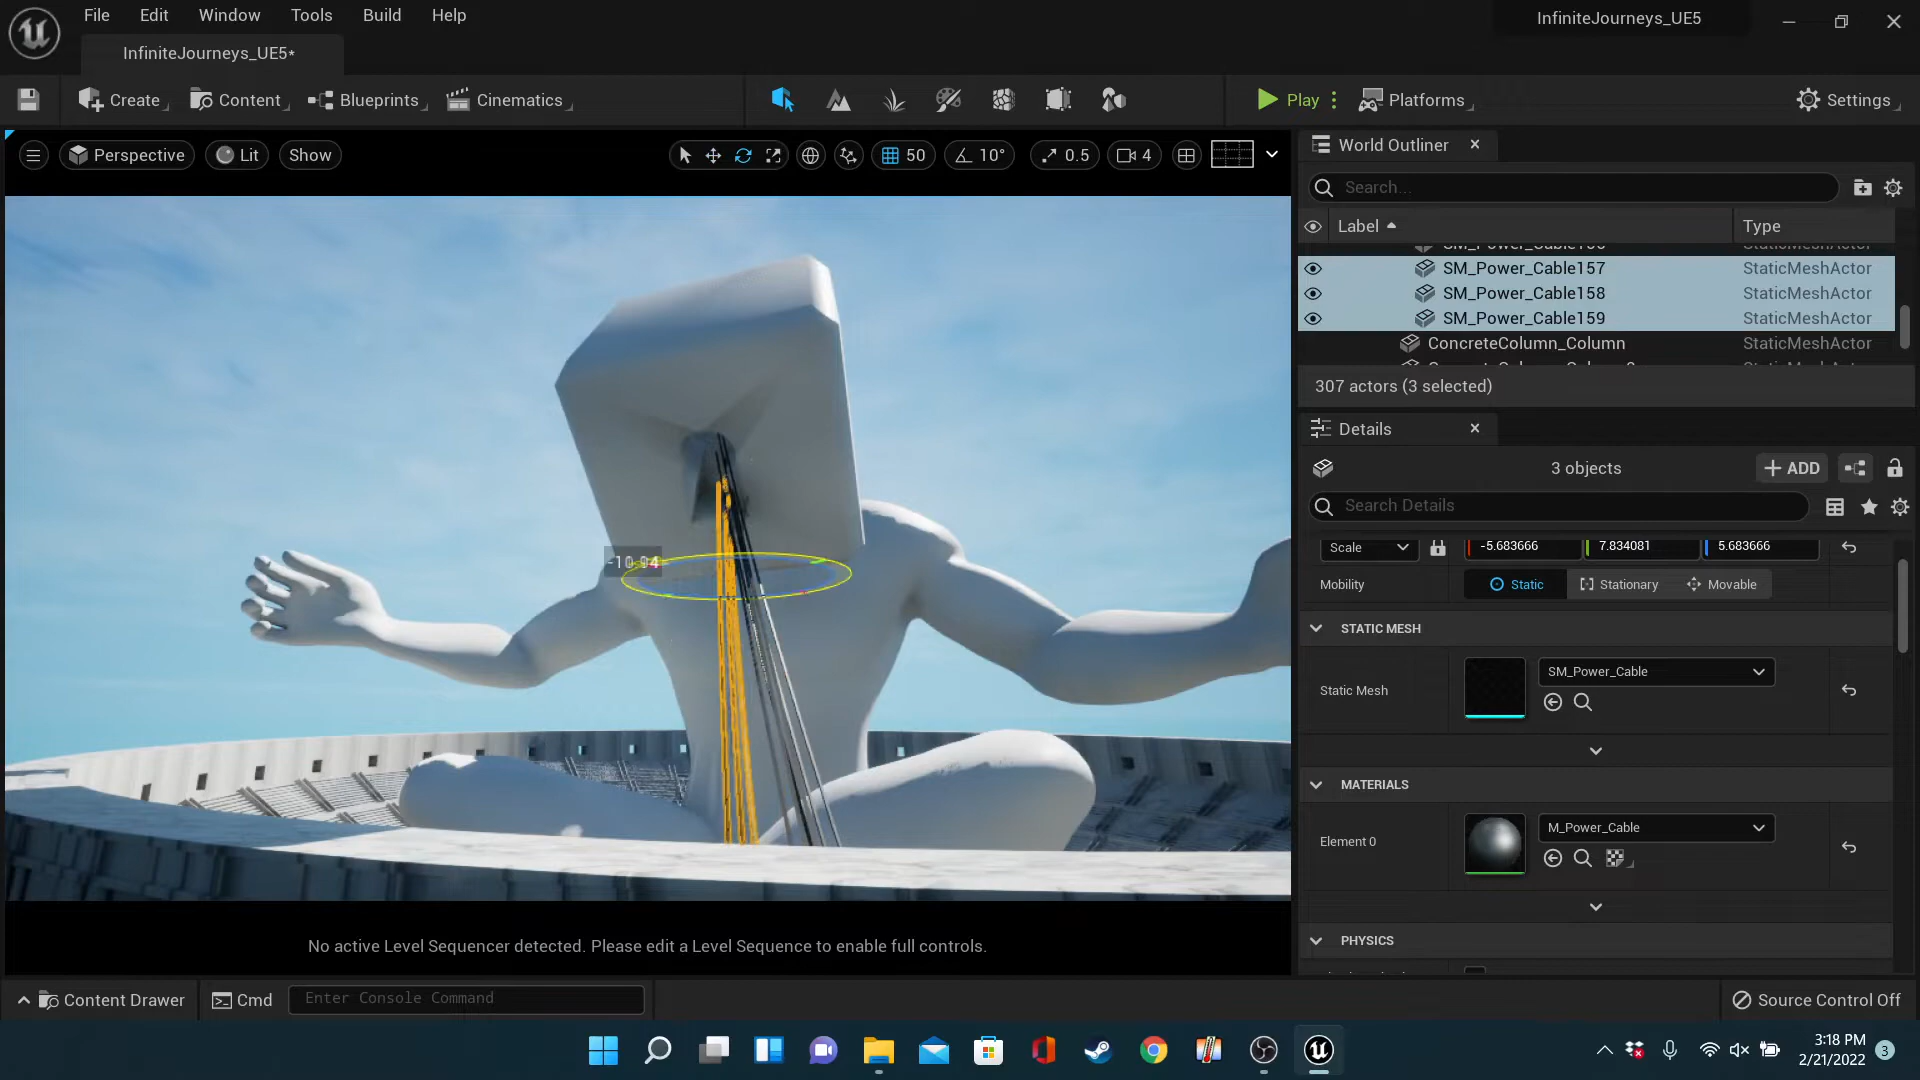 File Edit Window Tools Build Help
InfiniteJourneys_UE5
InfiniteJourneys_UE5*
Create Content Blueprints Cinematics Play Platforms Settings
Perspective Lit Show 50 10° 0.5 4
World Outliner
Search...
Label Type
SM_Power_Cable157 StaticMeshActor
SM_Power_Cable158 StaticMeshActor
SM_Power_Cable159 StaticMeshActor
ConcreteColumn_Column StaticMeshActor
307 actors (3 selected)
Details
3 objects ADD
Search Details
Scale -5.683666 7.834081 5.683666
Mobility Static Stationary Movable
STATIC MESH
Static Mesh SM_Power_Cable
MATERIALS
Element 0 M_Power_Cable
PHYSICS
No active Level Sequencer detected. Please edit a Level Sequence to enable full controls.
Content Drawer Cmd Enter Console Command Source Control Off
3:18 PM
2/21/2022 3